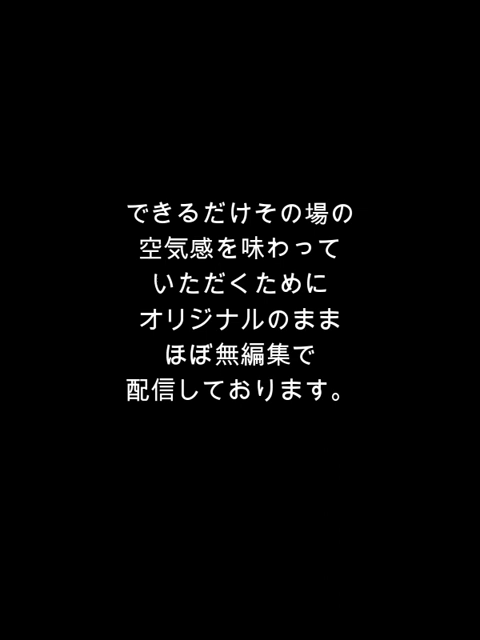 できるだけその場の
空気感を味わって
いただくために
オリジナルのまま
ほぼ無編集で
配信しております。